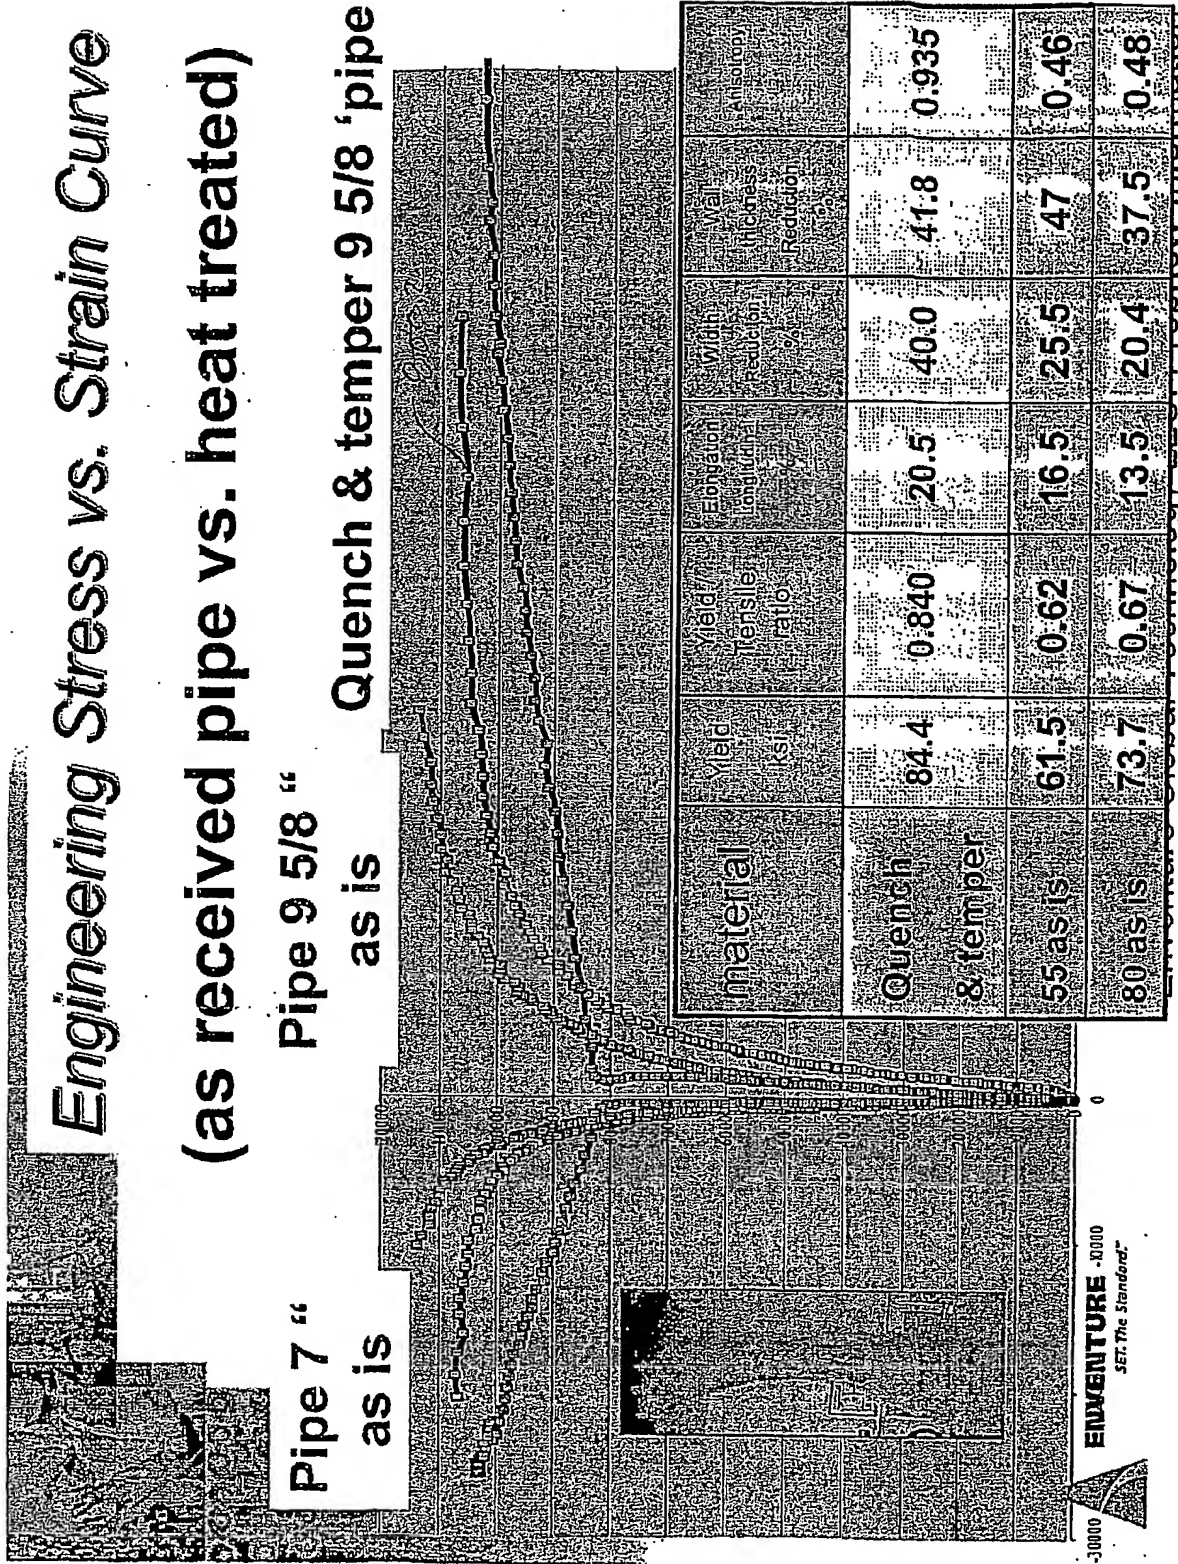 Engineering Stress vs. Strain Curve
(as received pipe vs. heat treated)
Pipe 7 “
as is
Pipe 9 5/8 “
as is
Quench & temper 9 5/8 ‘pipe
material
Yield
ksi
Yield /
Tensile
ratio
Elongation
Longitudinal
%
Width
Reduction
%
Wall
thickness
Reduction
%
Anisotropy
Quench
& temper
84.4
0.840
20.5
40.0
41.8
0.935
55 as is
61.5
0.62
16.5
25.5
47
0.46
80 as is
73.7
0.67
13.5
20.4
37.5
0.48
0
-10000
-30000
ENVENTURE
SET. The Standard.™